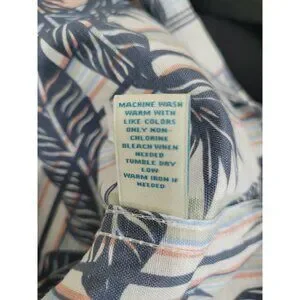 MACHINE WASH
WARM WITH
LIKE COLORS
ONLY NON-
CHLORINE
BLEACH WHEN
NEEDED
TUMBLE DRY
LOW
WARM IRON IF
NEEDED